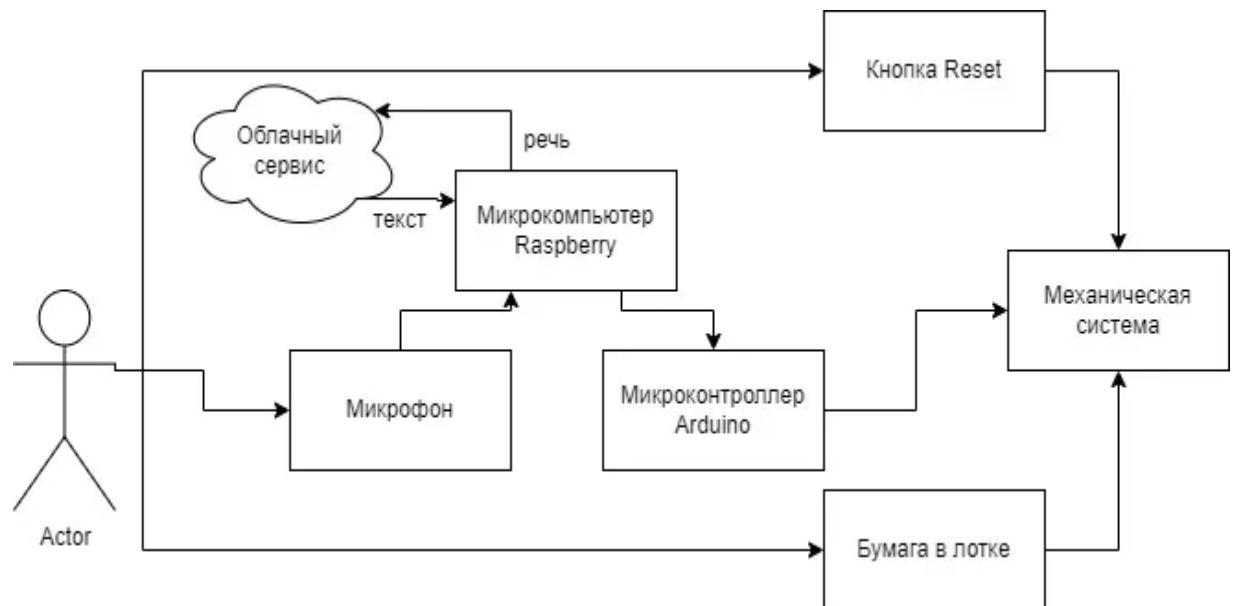 Кнопка Reset
Облачный
сервис
речь
текст
Микрокомпьютер
Raspberry
Механическая
система
Микрофон
Микроконтроллер
Arduino
Actor
Бумага в лотке